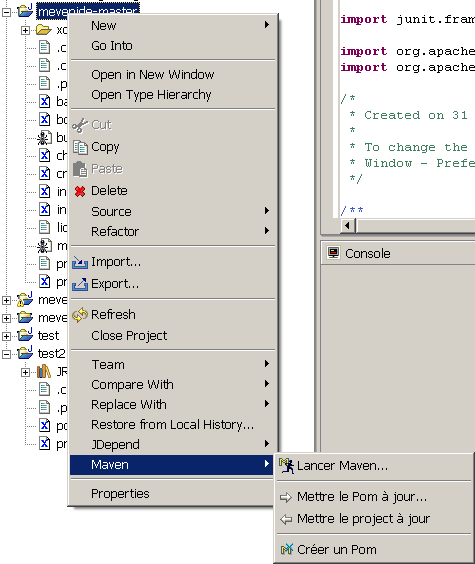 mevenide-master
xd
.c
.c
.p
ba
bo
bu
ch
cr
in
in
lic
m
pr
pr
meve
meve
test
test2
JR
.c
.p
po
pr
New
Go Into
Open in New Window
Open Type Hierarchy
Cut
Copy
Paste
Delete
Source
Refactor
Import...
Export...
Refresh
Close Project
Team
Compare With
Replace With
Restore from Local History...
JDepend
Maven
Properties
Lancer Maven...
Mettre le Pom à jour...
Mettre le project à jour
Créer un Pom
import junit.fram
import org.apache
import org.apache
/*
* Created on 31
*
* To change the
* Window - Prefe
*/
/**
Console